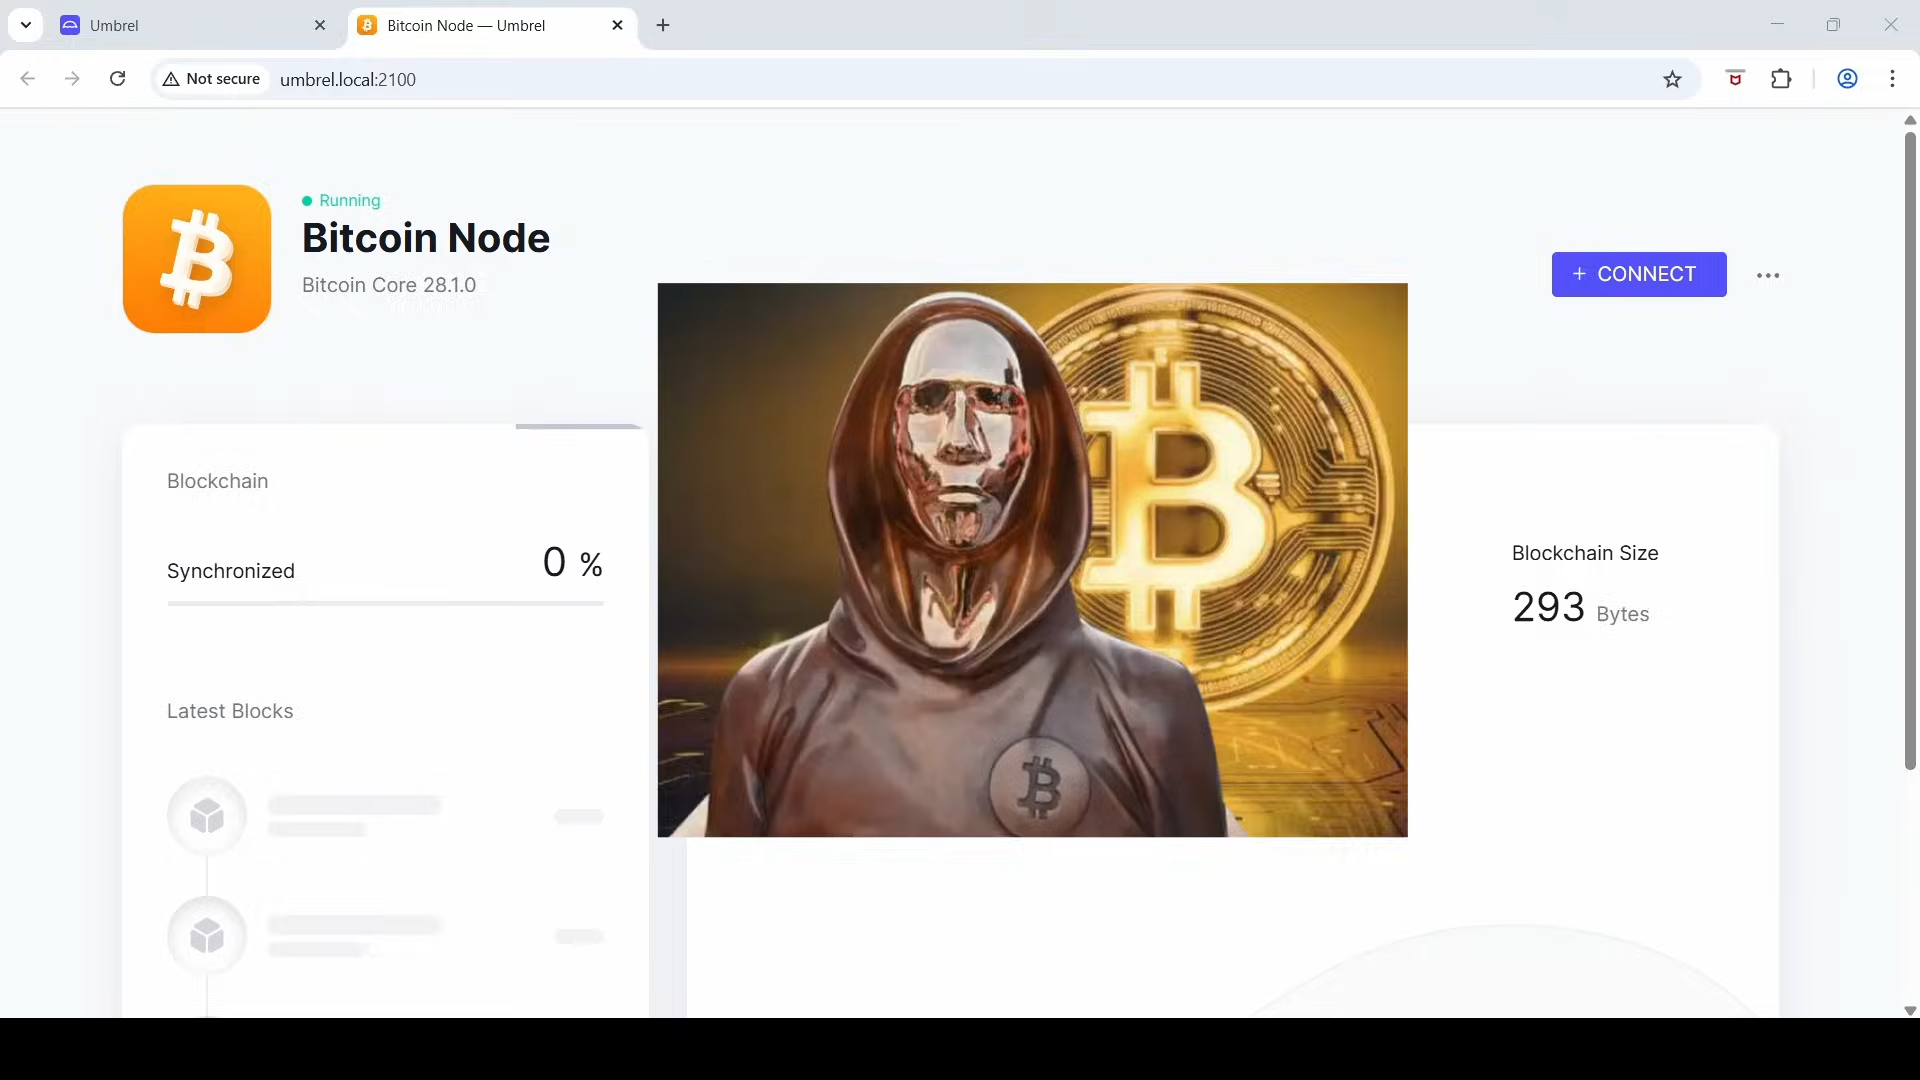 Umbrel
Bitcoin Node — Umbrel
Not secure
umbrel.local:2100
Running
Bitcoin Node
Bitcoin Core 28.1.0
+ CONNECT
Blockchain
Synchronized
0 %
Blockchain Size
293 Bytes
Latest Blocks